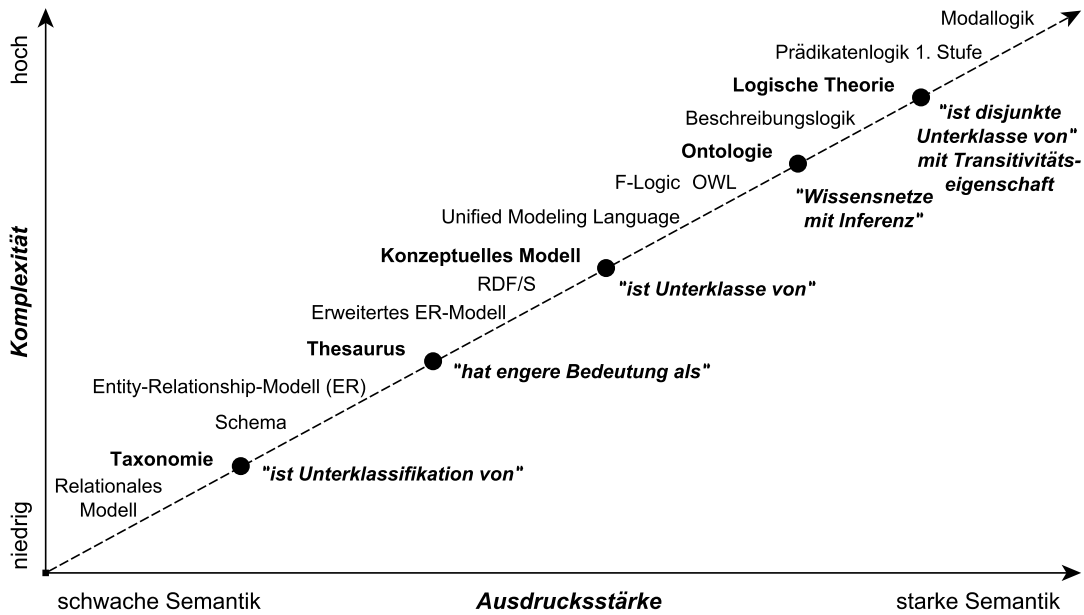 Modallogik
hoch
Prädikatenlogik 1. Stufe
Logische Theorie
"ist disjunkte
Unterklasse von"
mit Transitivitäts-
eigenschaft
Beschreibungslogik
Ontologie
F-Logic OWL
"Wissensnetze
mit Inferenz"
Unified Modeling Language
Konzeptuelles Modell
RDF/S
"ist Unterklasse von"
Komplexität
Erweitertes ER-Modell
Thesaurus
"hat engere Bedeutung als"
Entity-Relationship-Modell (ER)
Schema
Taxonomie
"ist Unterklassifikation von"
Relationales
Modell
niedrig
schwache Semantik
Ausdrucksstärke
starke Semantik